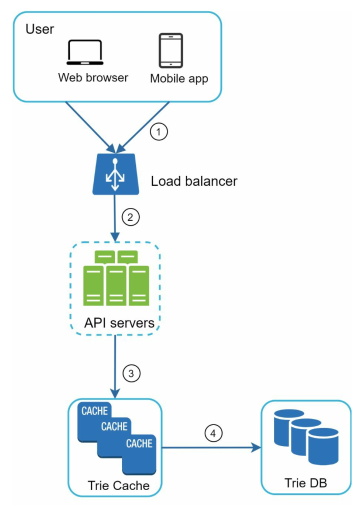 User
Web browser
Mobile app
1
Load balancer
2
API servers
3
CACHE
CACHE
CACHE
4
Trie Cache
Trie DB